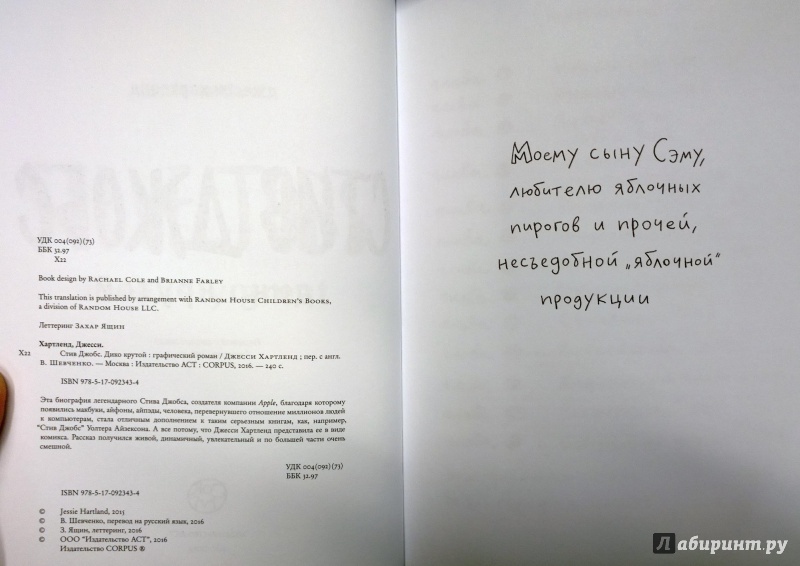 УДК 004(092)(73)
ББК 32.97
Х22
Book design by Rachael Cole and Brianne Farley
This translation is published by arrangement with Random House Children's Books,
a division of Random House LLC.
Леттеринг Захар Ящин
Хартленд, Джесси.
Х22 Стив Джобс. Дико крутой : графический роман / Джесси Хартленд ; пер. с англ.
В. Шевченко. — Москва : Издательство АСТ : CORPUS, 2016. — 240 с.
ISBN 978-5-17-092343-4
Эта биография легендарного Стива Джобса, создателя компании Apple, благодаря которому
появились макбуки, айфоны, айпэды, человека, перевернувшего отношение миллионов людей
к компьютерам, стала отличным дополнением к таким серьезным книгам, как, например,
"Стив Джобс" Уолтера Айзексона. А все потому, что Джесси Хартленд представила ее в виде
комикса. Рассказ получился живой, динамичный, увлекательный и по большей части очень
смешной.
УДК 004(092)(73)
ББК 32.97
ISBN 978-5-17-092343-4
© Jessie Hartland, 2015
© В. Шевченко, перевод на русский язык, 2016
© З. Ящин, леттеринг, 2016
© ООО "Издательство АСТ", 2016
Издательство CORPUS ®
Моему сыну Сэму,
любителю яблочных
пирогов и прочей,
несъедобной „яблочной"
продукции
Лабиринт.ру